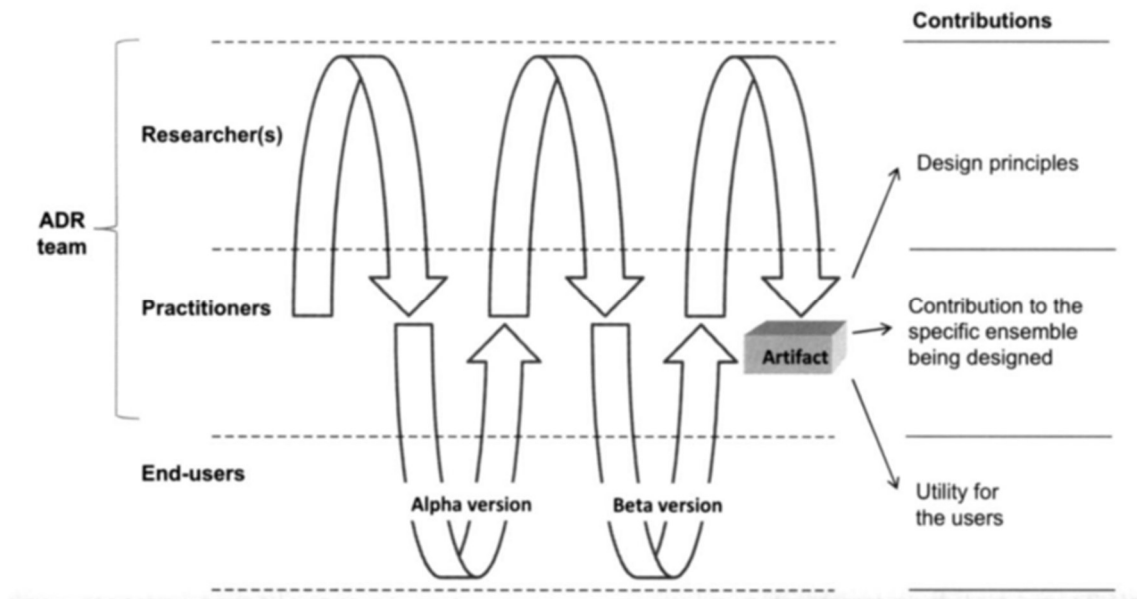 Contributions
Researcher(s)
Design principles
ADR
team
Practitioners
Contribution to the
specific ensemble
being designed
Artifact
End-users
Alpha version
Beta version
Utility for
the users